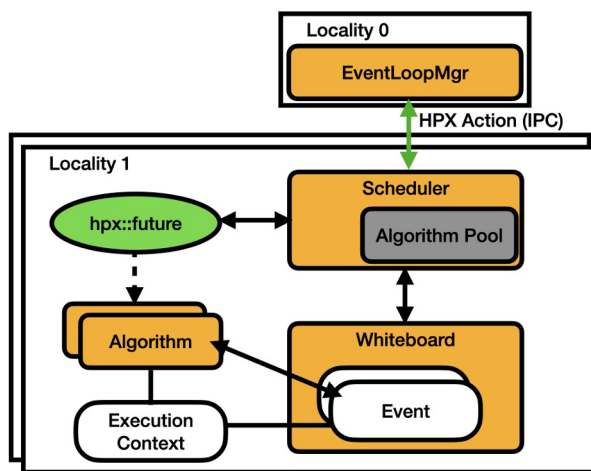 Locality 0
EventLoopMgr
HPX Action (IPC)
Locality 1
Scheduler
hpx::future
Algorithm Pool
Algorithm
Whiteboard
Event
Execution
Context